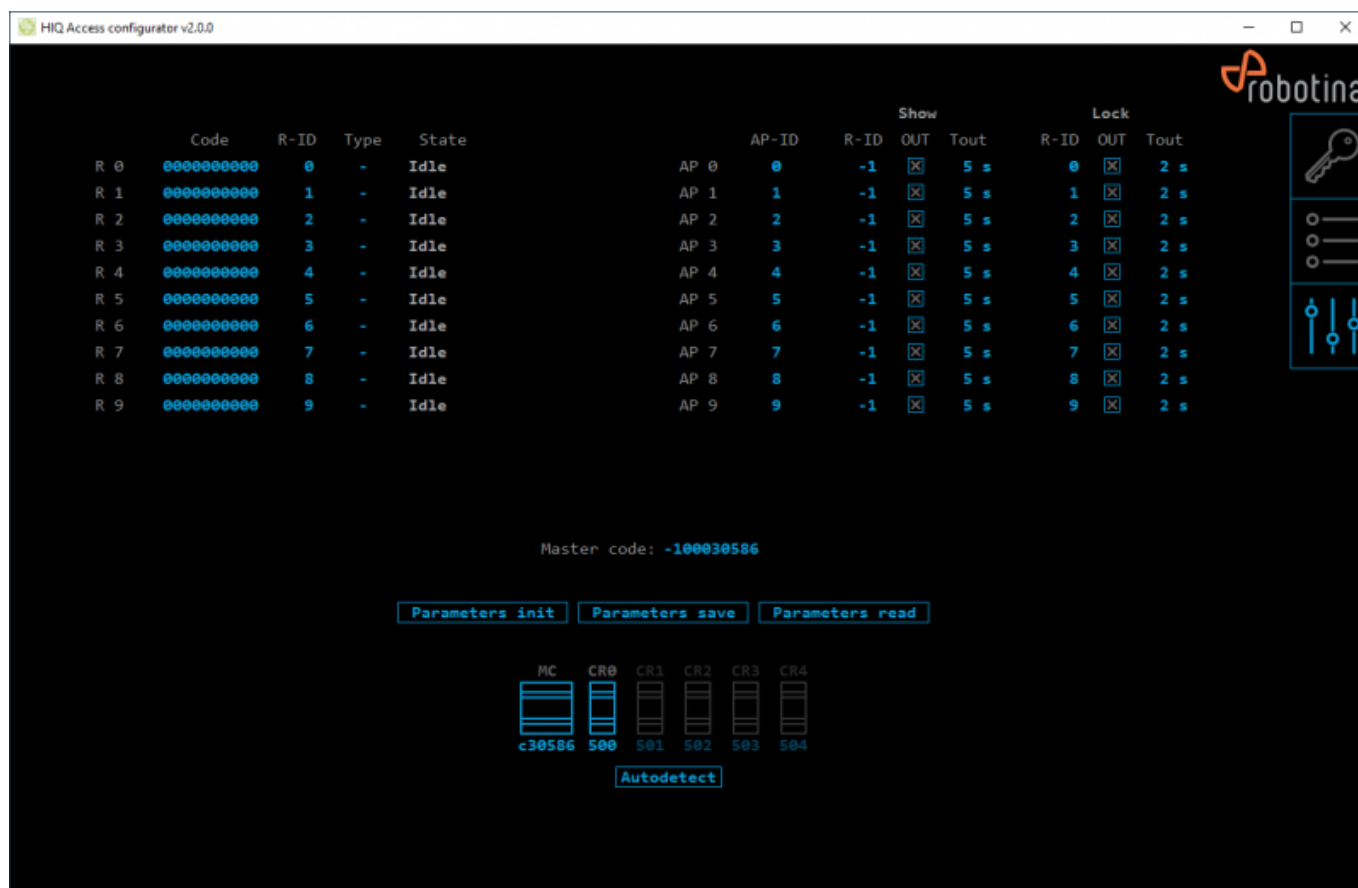 HIQ Access configurator v2.0.0
robotina
Show Lock
Code R-ID Type State AP-ID R-ID OUT Tout R-ID OUT Tout
R 0 0000000000 0 - Idle AP 0 0 -1 5 s 0 2 s
R 1 0000000000 1 - Idle AP 1 1 -1 5 s 1 2 s
R 2 0000000000 2 - Idle AP 2 2 -1 5 s 2 2 s
R 3 0000000000 3 - Idle AP 3 3 -1 5 s 3 2 s
R 4 0000000000 4 - Idle AP 4 4 -1 5 s 4 2 s
R 5 0000000000 5 - Idle AP 5 5 -1 5 s 5 2 s
R 6 0000000000 6 - Idle AP 6 6 -1 5 s 6 2 s
R 7 0000000000 7 - Idle AP 7 7 -1 5 s 7 2 s
R 8 0000000000 8 - Idle AP 8 8 -1 5 s 8 2 s
R 9 0000000000 9 - Idle AP 9 9 -1 5 s 9 2 s
Master code: -100030586
Parameters init Parameters save Parameters read
MC CR0 CR1 CR2 CR3 CR4
c30586 500 501 502 503 504
Autodetect